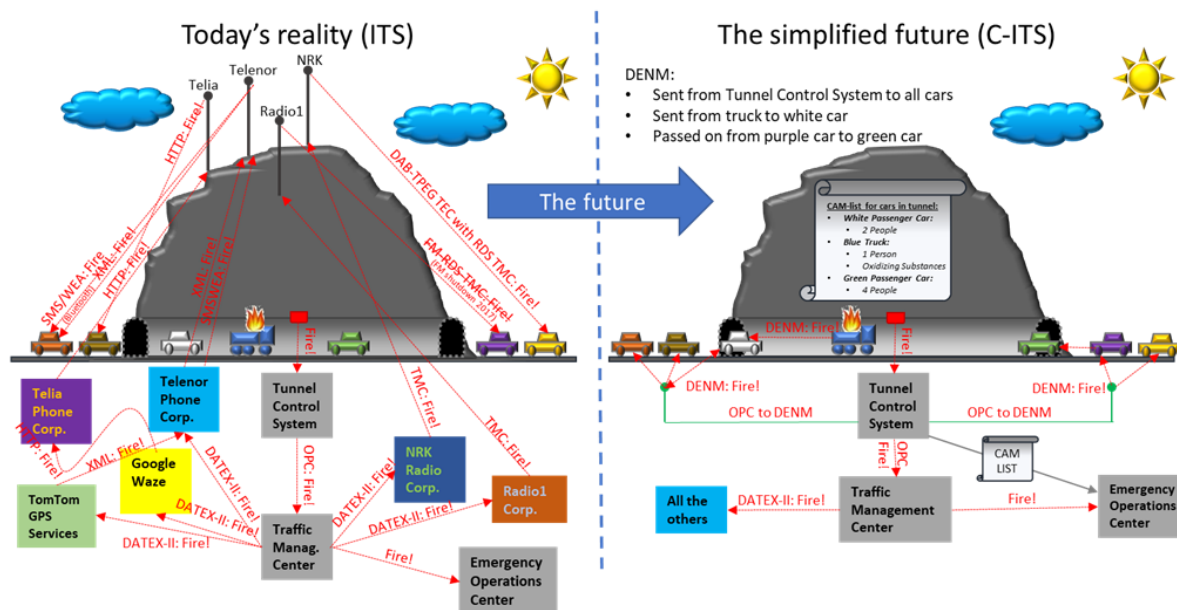 Today's reality (ITS)
NRK
Telenor
Telia
Radio1
HTTP: Fire!
DAB-TPEG TEC with RDS TMC: Fire!
FM-RDS-TMC: Fire!
(FM shutdown 2017)
SMS/WEA: Fire
(Bluetooth)
XML: Fire!
HTTP: Fire!
XML: Fire!
SMSWEA: Fire!
Fire!
Telia
Phone
Corp.
Telenor
Phone
Corp.
Tunnel
Control
System
TMC: Fire!
TMC: Fire!
HTTP: Fire!
XML: Fire!
Google
Waze
DATEX-II: Fire!
OPC: Fire!
NRK
Radio
Corp.
DATEX-II: Fire!
Radio1
Corp.
TomTom
GPS
Services
DATEX-II: Fire!
DATEX-II: Fire!
DATEX-II: Fire!
Traffic
Manag.
Center
Fire!
Emergency
Operations
Center
The future
The simplified future (C-ITS)
DENM:
• Sent from Tunnel Control System to all cars
• Sent from truck to white car
• Passed on from purple car to green car
CAM-list for cars in tunnel:
• White Passenger Car:
• 2 People
• Blue Truck:
• 1 Person
• Oxidizing Substances
• Green Passenger Car:
• 4 People
DENM: Fire!
Fire!
DENM: Fire!
DENM: Fire!
OPC to DENM
Tunnel
Control
System
OPC to DENM
OPC
Fire!
CAM
LIST
All the
others
DATEX-II: Fire!
Traffic
Management
Center
Fire!
Emergency
Operations
Center